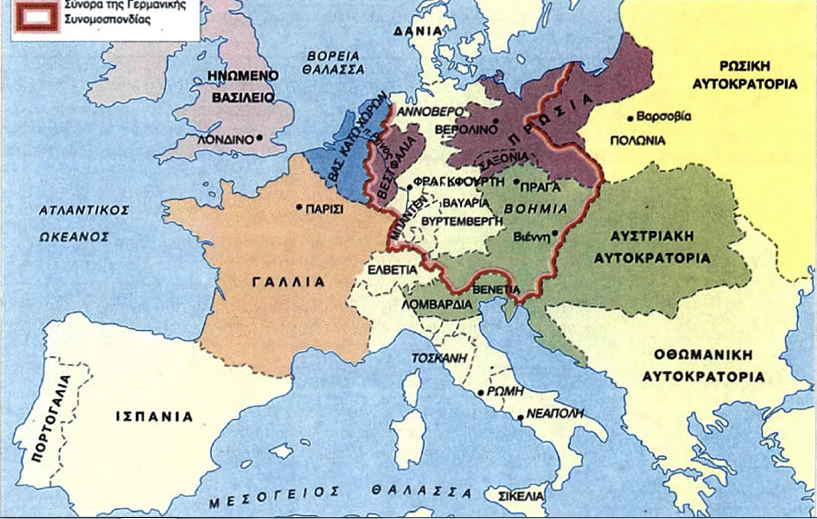 Σύνορα της Γερμανικής
Συνομοσπονδίας
ΔΑΝΙΑ
ΒΟΡΕΙΑ
ΘΑΛΑΣΣΑ
ΡΩΣΙΚΗ
ΑΥΤΟΚΡΑΤΟΡΙΑ
ΗΝΩΜΕΝΟ
ΒΑΣΙΛΕΙΟ
ΛΟΝΔΙΝΟ
ΒΑΣ ΚΑΤΩ ΧΩΡΩΝ
ΑΝΝΟΒΕΡΟ
ΒΕΡΟΛΙΝΟ
ΠΡΩΣΙΑ
Βαρσοβία
ΠΟΛΩΝΙΑ
Ρήνος
ΒΕΣΤΦΑΛΙΑ
ΣΑΞΟΝΙΑ
ΦΡΑΓΚΦΟΥΡΤΗ
ΠΡΑΓΑ
ΑΤΛΑΝΤΙΚΟΣ
ΩΚΕΑΝΟΣ
ΠΑΡΙΣΙ
ΜΠΑΝΤΕΝ
ΒΑΥΑΡΙΑ
ΒΥΡΤΕΜΒΕΡΓΗ
ΒΟΗΜΙΑ
Βιέννη
ΑΥΣΤΡΙΑΚΗ
ΑΥΤΟΚΡΑΤΟΡΙΑ
ΓΑΛΛΙΑ
ΕΛΒΕΤΙΑ
ΒΕΝΕΤΙΑ
ΛΟΜΒΑΡΔΙΑ
ΤΟΣΚΑΝΗ
ΟΘΩΜΑΝΙΚΗ
ΑΥΤΟΚΡΑΤΟΡΙΑ
ΠΟΡΤΟΓΑΛΙΑ
ΙΣΠΑΝΙΑ
ΡΩΜΗ
ΝΕΑΠΟΛΗ
ΜΕΣΟΓΕΙΟΣ ΘΑΛΑΣΣΑ
ΣΙΚΕΛΙΑ